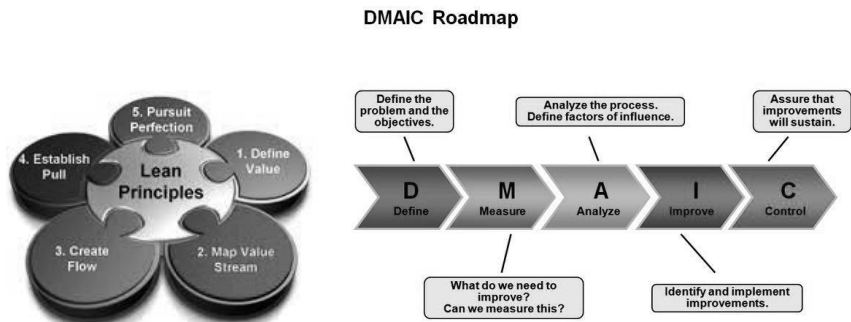 DMAIC Roadmap
5. Pursuit
Perfection
4. Establish
Pull
1. Define
Value
Lean
Principles
3. Create
Flow
2. Map Value
Stream
Define the
problem and the
objectives.
Analyze the process.
Define factors of influence.
Assure that
improvements
will sustain.
D
Define
M
Measure
A
Analyze
I
Improve
C
Control
What do we need to
improve?
Can we measure this?
Identify and implement
improvements.